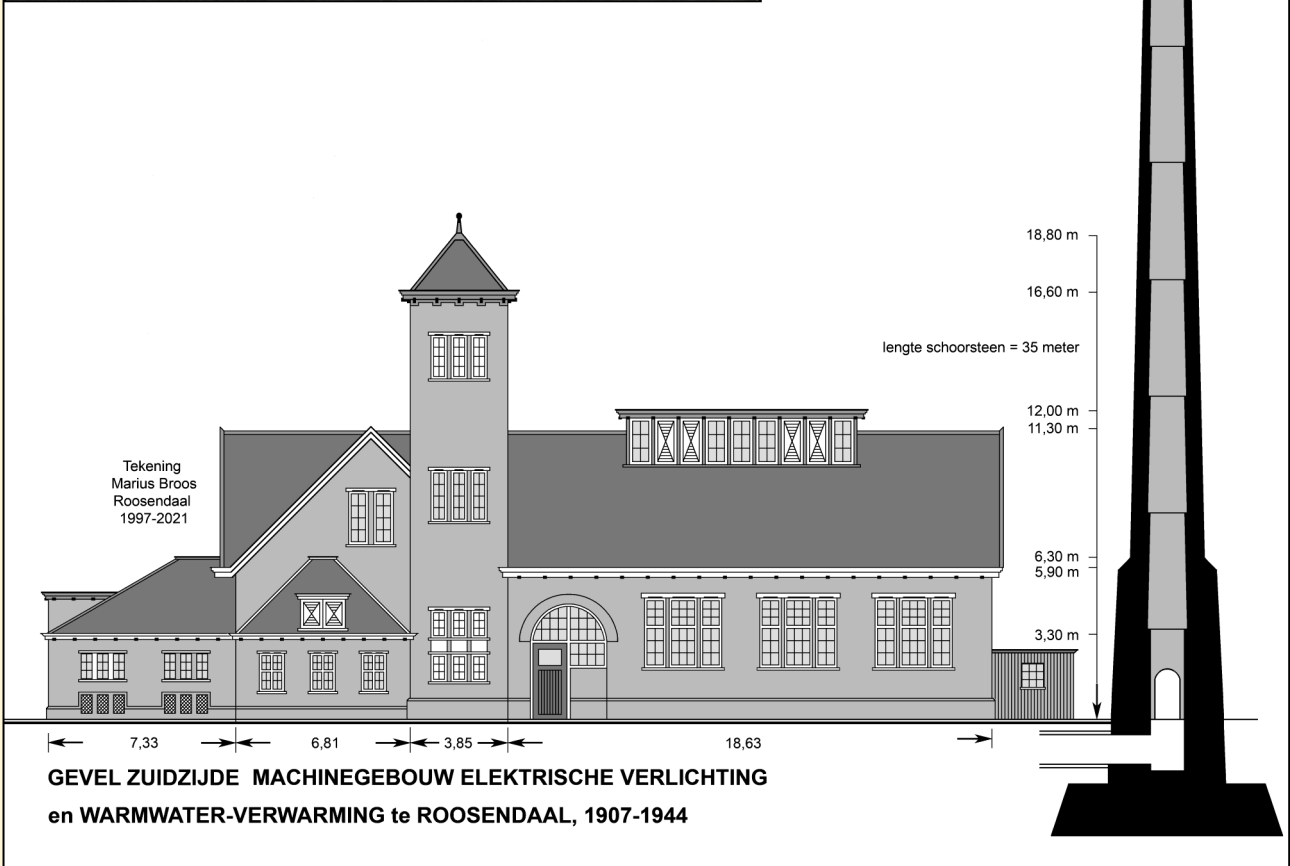 18,80 m
16,60 m
lengte schoorsteen = 35 meter
12,00 m
11,30 m
Tekening
Marius Broos
Roosendaal
1997-2021
6,30 m
5,90 m
3,30 m
7,33 6,81 3,85 18,63
GEVEL ZUIDZIJDE MACHINEGEBOUW ELEKTRISCHE VERLICHTING
en WARMWATER-VERWARMING te ROOSENDAAL, 1907-1944